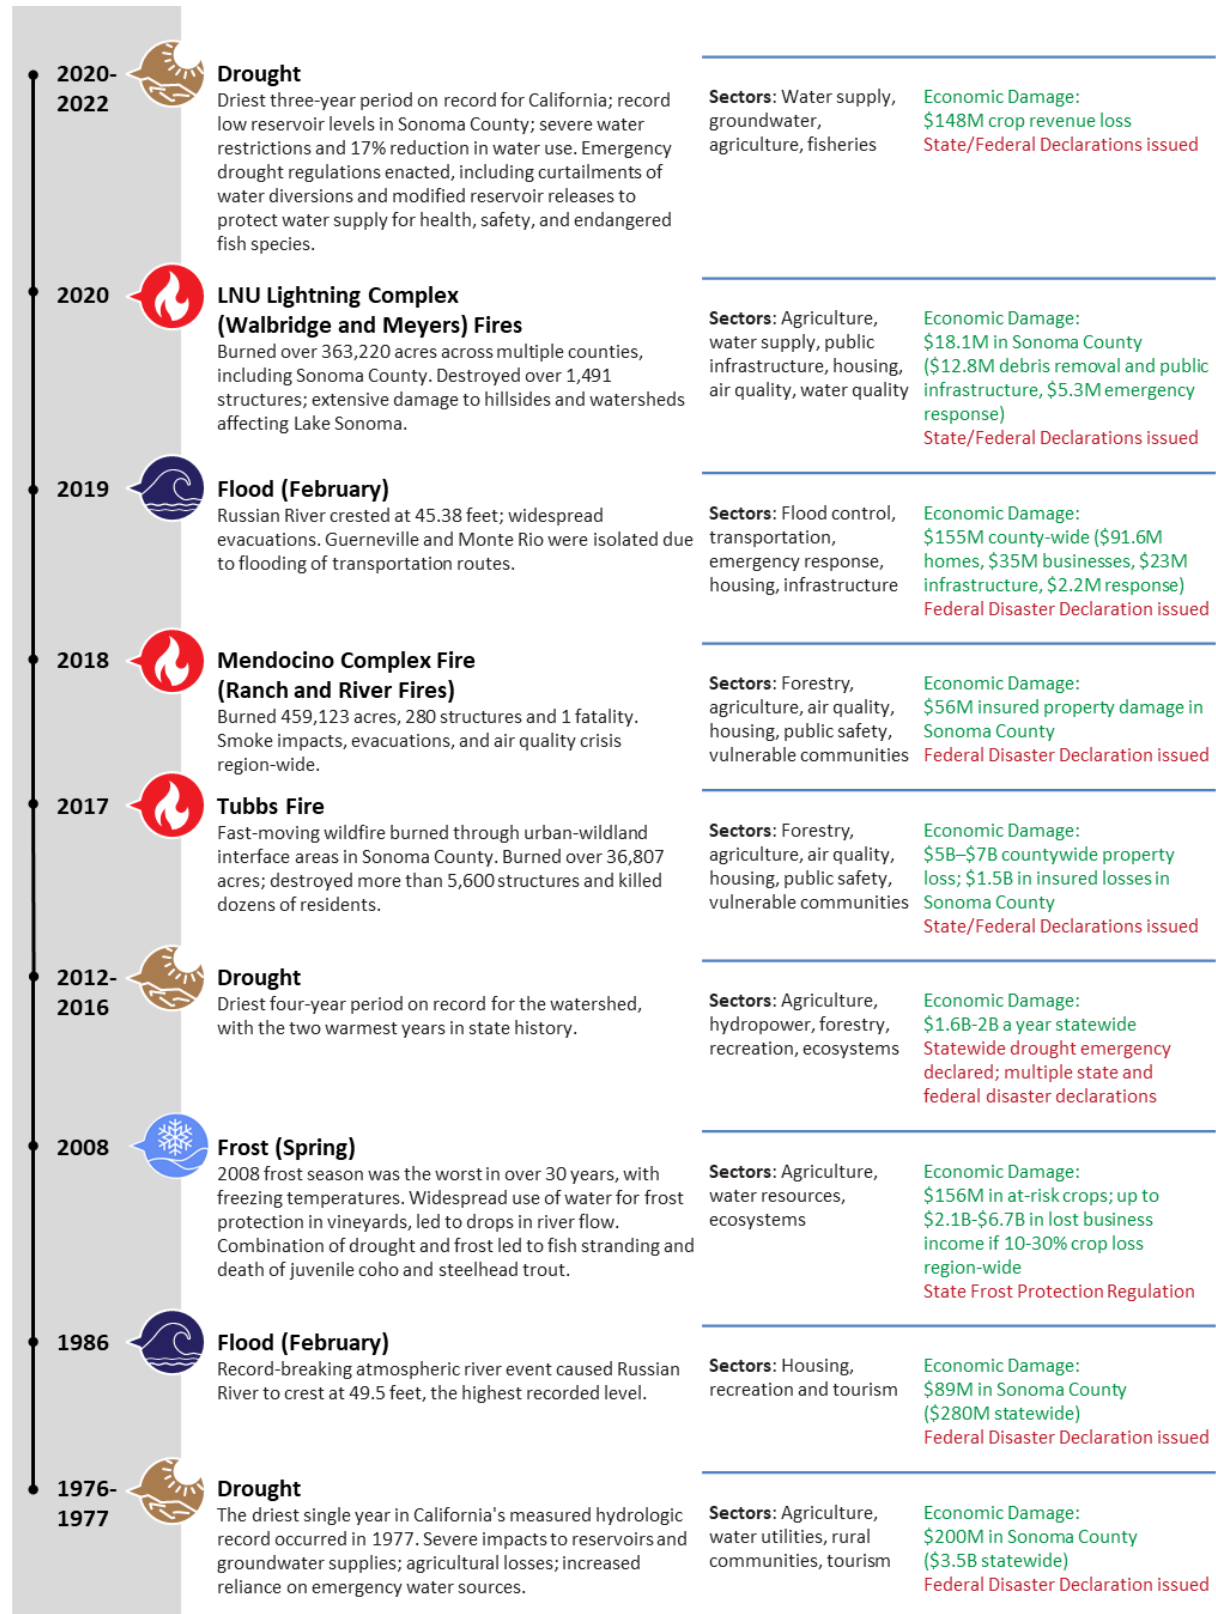 2020-
2022
Drought
Driest three-year period on record for California; record
low reservoir levels in Sonoma County; severe water
restrictions and 17% reduction in water use. Emergency
drought regulations enacted, including curtailments of
water diversions and modified reservoir releases to
protect water supply for health, safety, and endangered
fish species.
Sectors: Water supply,
groundwater,
agriculture, fisheries
Economic Damage:
$148M crop revenue loss
State/Federal Declarations issued
2020
LNU Lightning Complex
(Walbridge and Meyers) Fires
Burned over 363,220 acres across multiple counties,
including Sonoma County. Destroyed over 1,491
structures; extensive damage to hillsides and watersheds
affecting Lake Sonoma.
Sectors: Agriculture,
water supply, public
infrastructure, housing,
air quality, water quality
Economic Damage:
$18.1M in Sonoma County
($12.8M debris removal and public
infrastructure, $5.3M emergency
response)
State/Federal Declarations issued
2019
Flood (February)
Russian River crested at 45.38 feet; widespread
evacuations. Guerneville and Monte Rio were isolated due
to flooding of transportation routes.
Sectors: Flood control,
transportation,
emergency response,
housing, infrastructure
Economic Damage:
$155M county-wide ($91.6M
homes, $35M businesses, $23M
infrastructure, $2.2M response)
Federal Disaster Declaration issued
2018
Mendocino Complex Fire
(Ranch and River Fires)
Burned 459,123 acres, 280 structures and 1 fatality.
Smoke impacts, evacuations, and air quality crisis
region-wide.
Sectors: Forestry,
agriculture, air quality,
housing, public safety,
vulnerable communities
Economic Damage:
$56M insured property damage in
Sonoma County
Federal Disaster Declaration issued
2017
Tubbs Fire
Fast-moving wildfire burned through urban-wildland
interface areas in Sonoma County. Burned over 36,807
acres; destroyed more than 5,600 structures and killed
dozens of residents.
Sectors: Forestry,
agriculture, air quality,
housing, public safety,
vulnerable communities
Economic Damage:
$5B–$7B countywide property
loss; $1.5B in insured losses in
Sonoma County
State/Federal Declarations issued
2012-
2016
Drought
Driest four-year period on record for the watershed,
with the two warmest years in state history.
Sectors: Agriculture,
hydropower, forestry,
recreation, ecosystems
Economic Damage:
$1.6B-2B a year statewide
Statewide drought emergency
declared; multiple state and
federal disaster declarations
2008
Frost (Spring)
2008 frost season was the worst in over 30 years, with
freezing temperatures. Widespread use of water for frost
protection in vineyards, led to drops in river flow.
Combination of drought and frost led to fish stranding and
death of juvenile coho and steelhead trout.
Sectors: Agriculture,
water resources,
ecosystems
Economic Damage:
$156M in at-risk crops; up to
$2.1B-$6.7B in lost business
income if 10-30% crop loss
region-wide
State Frost Protection Regulation
1986
Flood (February)
Record-breaking atmospheric river event caused Russian
River to crest at 49.5 feet, the highest recorded level.
Sectors: Housing,
recreation and tourism
Economic Damage:
$89M in Sonoma County
($280M statewide)
Federal Disaster Declaration issued
1976-
1977
Drought
The driest single year in California's measured hydrologic
record occurred in 1977. Severe impacts to reservoirs and
groundwater supplies; agricultural losses; increased
reliance on emergency water sources.
Sectors: Agriculture,
water utilities, rural
communities, tourism
Economic Damage:
$200M in Sonoma County
($3.5B statewide)
Federal Disaster Declaration issued